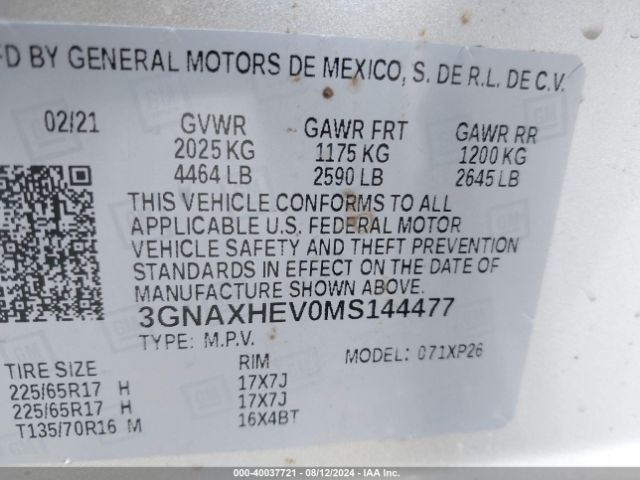 FD BY GENERAL MOTORS DE MEXICO, S. DE R.L. DE C.V.
02/21 GVWR GAWR FRT GAWR RR
2025 KG 1175 KG 1200 KG
4464 LB 2590 LB 2645 LB
THIS VEHICLE CONFORMS TO ALL
APPLICABLE U.S. FEDERAL MOTOR
VEHICLE SAFETY AND THEFT PREVENTION
STANDARDS IN EFFECT ON THE DATE OF
MANUFACTURE SHOWN ABOVE.
3GNAXHEV0MS144477
TYPE: M.P.V. MODEL: 071XP26
TIRE SIZE RIM
225/65R17 H 17X7J
225/65R17 H 17X7J
T135/70R16 M 16X4BT
000-40037721 - 08/12/2024 - IAA Inc.